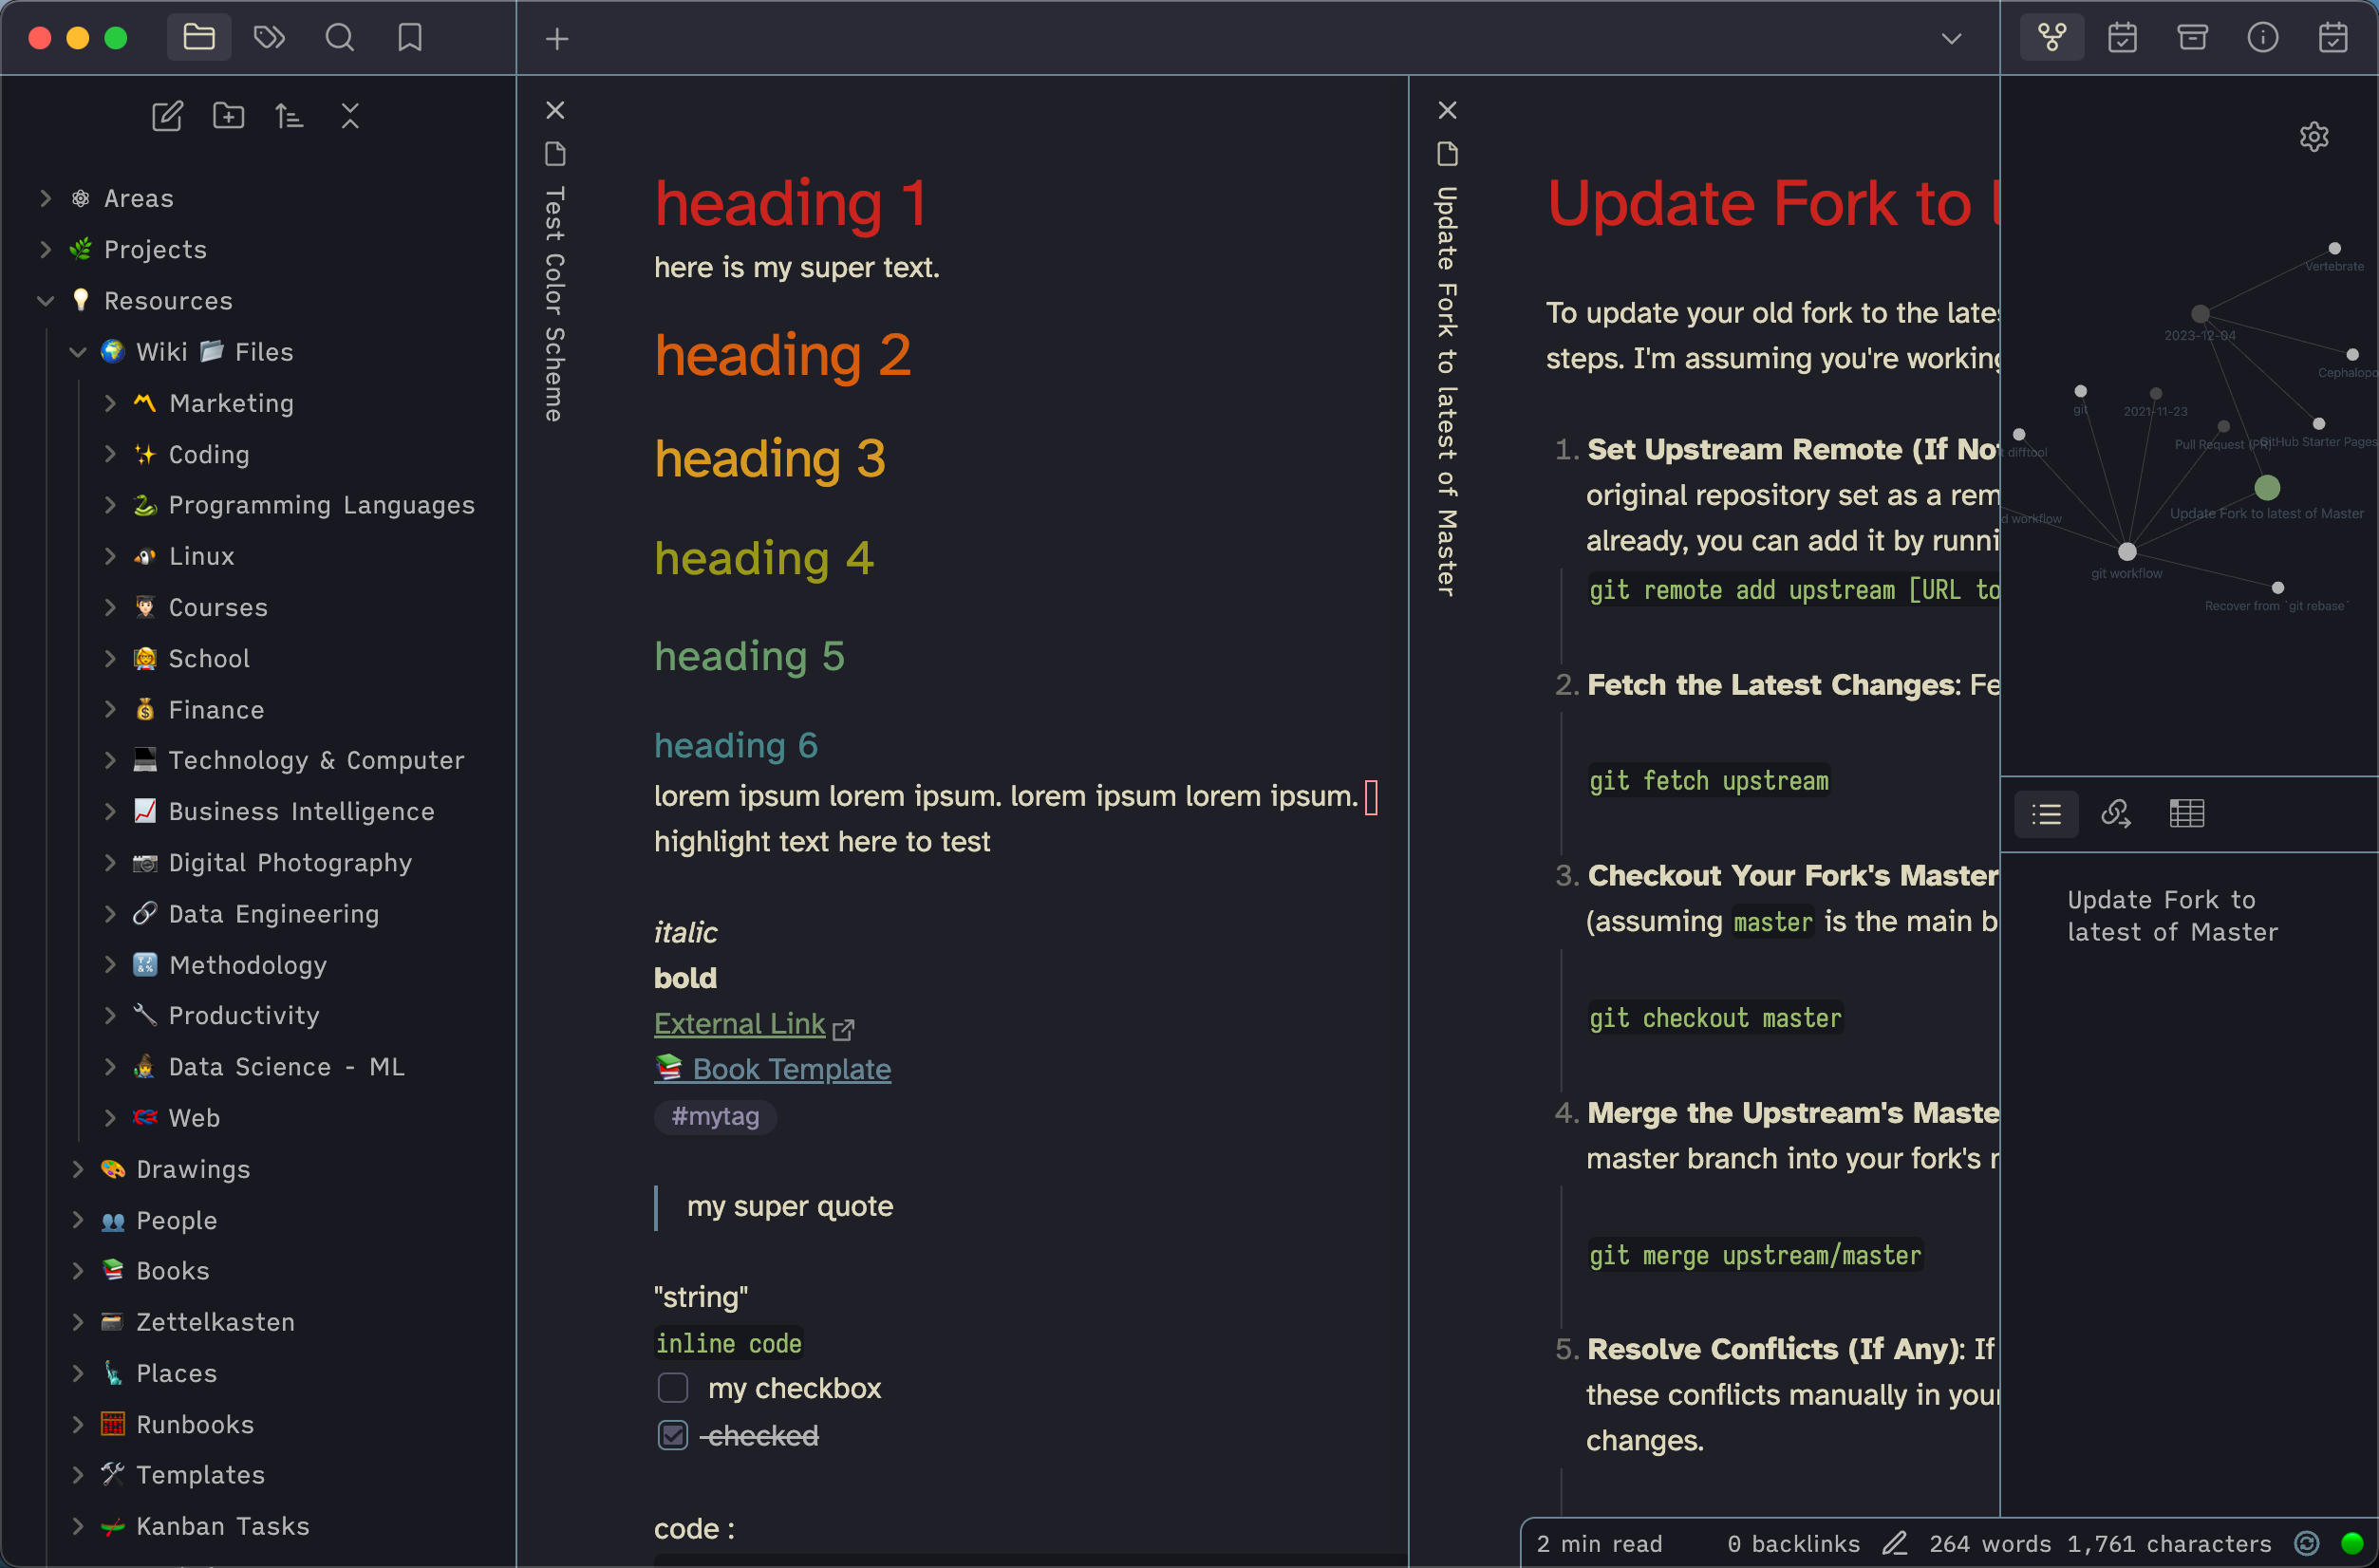 Areas
Projects
Resources
Wiki Files
Marketing
Coding
Programming Languages
Linux
Courses
School
Finance
Technology & Computer
Business Intelligence
Digital Photography
Data Engineering
Methodology
Productivity
Data Science - ML
Web
Drawings
People
Books
Zettelkasten
Places
Runbooks
Templates
Kanban Tasks
Test Color Scheme
heading 1
here is my super text.
heading 2
heading 3
heading 4
heading 5
heading 6
lorem ipsum lorem ipsum. lorem ipsum lorem ipsum.
highlight text here to test
italic
bold
External Link
Book Template
#mytag
my super quote
"string"
inline code
my checkbox
checked
code :
Update Fork to latest of Master
Update Fork to
To update your old fork to the
steps. I'm assuming you're working
1. Set Upstream Remote (If Not
original repository set as a
already, you can add it by
git remote add upstream [URL to
2. Fetch the Latest Changes:
git fetch upstream
3. Checkout Your Fork's Master
(assuming master is the main
git checkout master
4. Merge the Upstream's
master branch into your fork's
git merge upstream/master
5. Resolve Conflicts (If Any): If
these conflicts manually in your
changes.
Vertebrate
2023-12-04
git
2021-11-23
Pull Request (PR)
GitHub Starter Pages
difftool
Update Fork to latest of Master
workflow
git workflow
Recover from `git rebase`
Update Fork to
latest of Master
2 min read 0 backlinks 264 words 1,761 characters